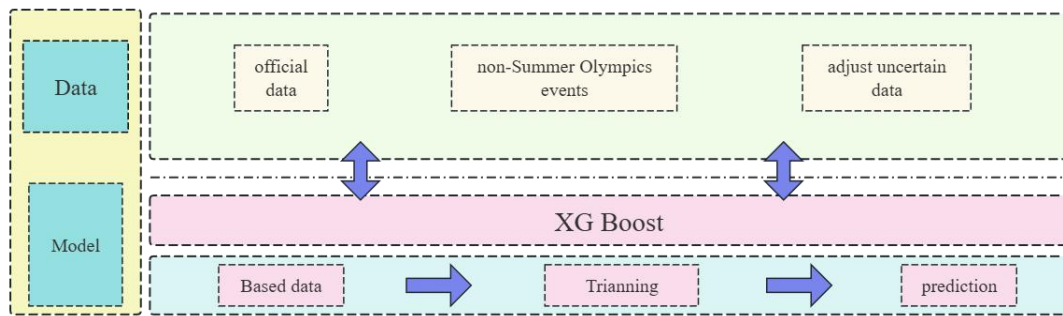 Data
official
data
non-Summer Olympics
events
adjust uncertain
data
Model
XG Boost
Based data
Trianning
prediction